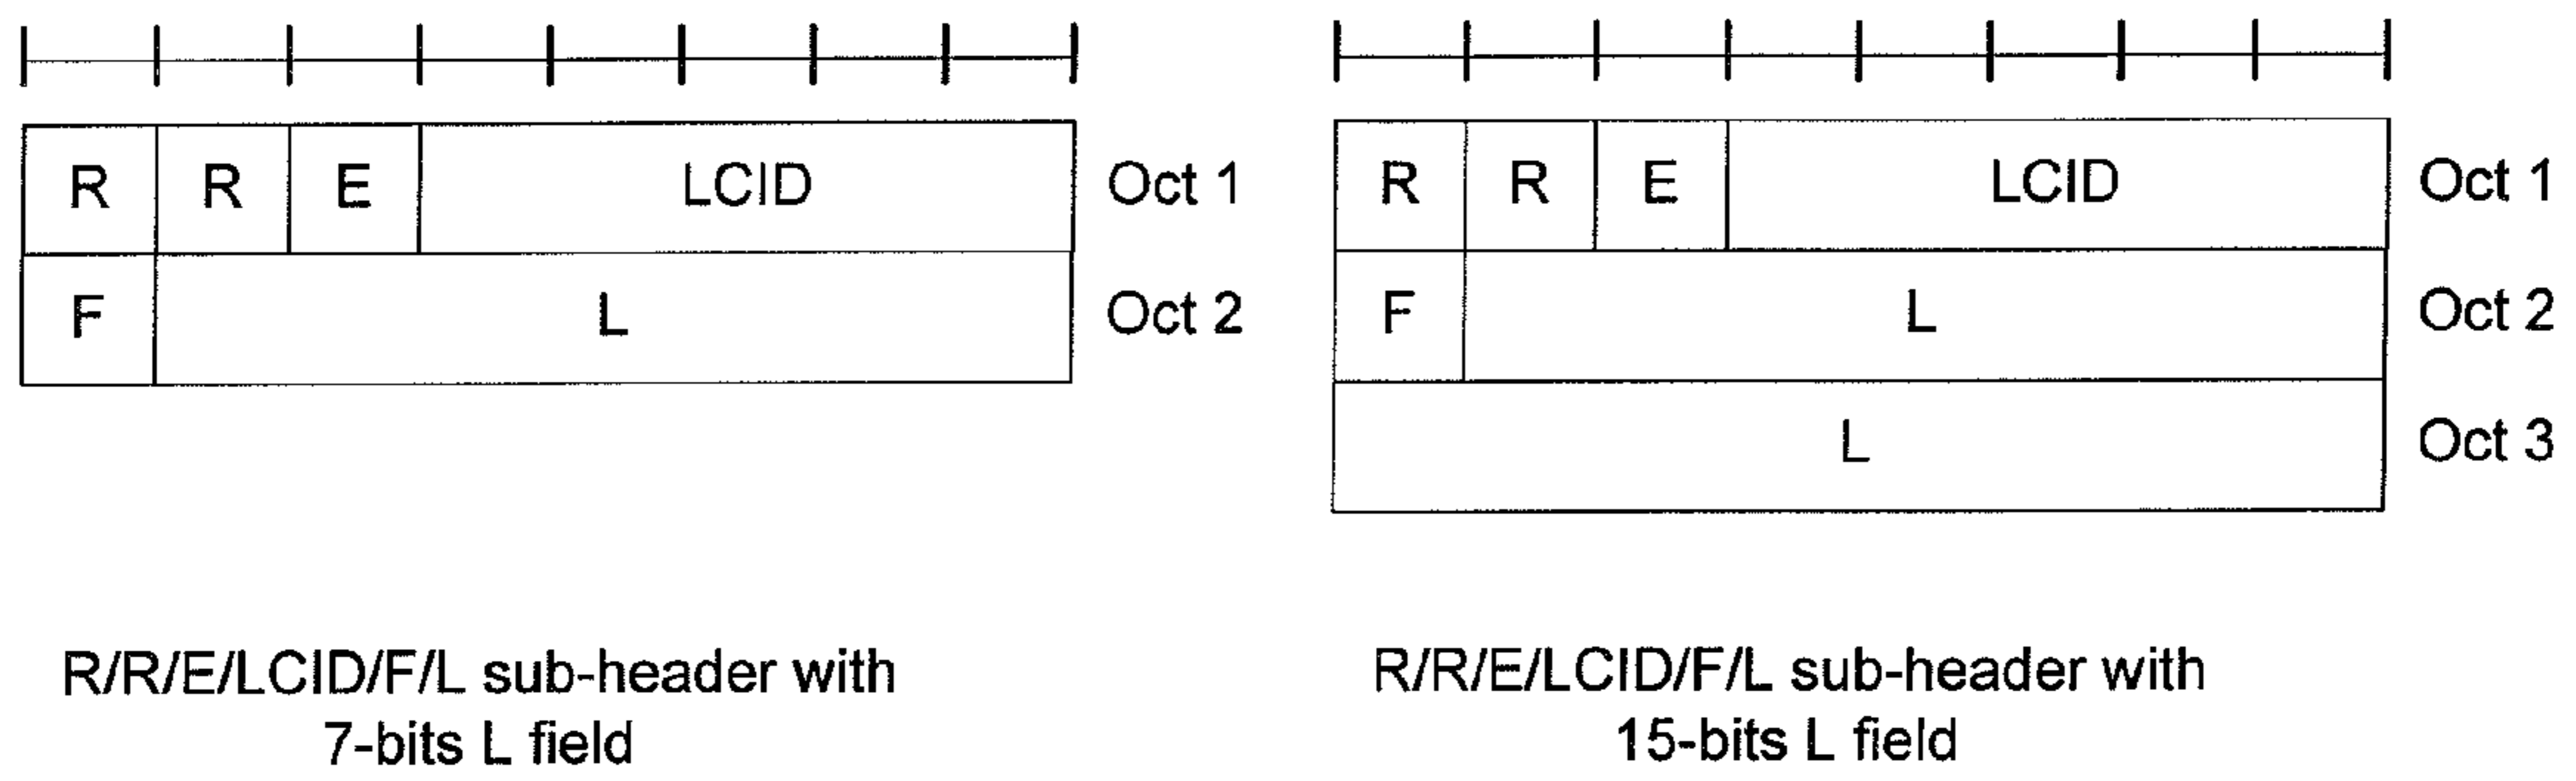 R R E LCID Oct 1
F L Oct 2
R/R/E/LCID/F/L sub-header with
7-bits L field
R R E LCID Oct 1
F L Oct 2
L Oct 3
R/R/E/LCID/F/L sub-header with
15-bits L field